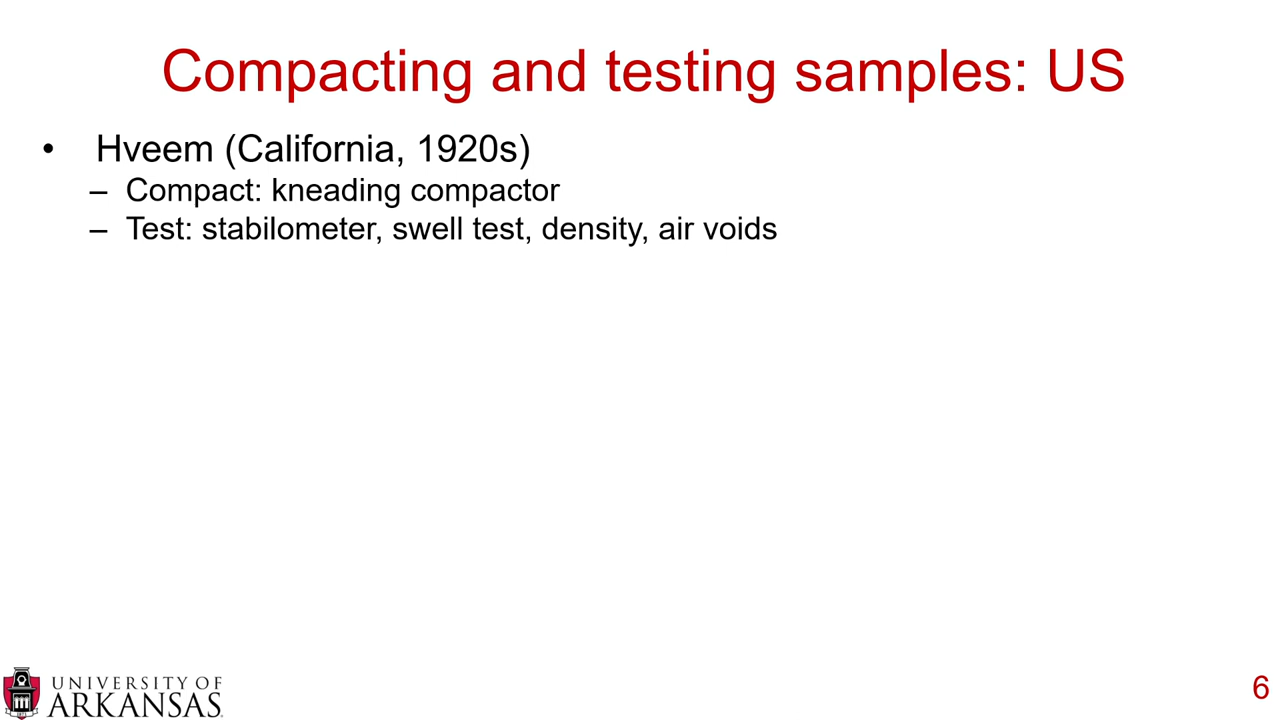 Compacting and testing samples: US
• Hveem (California, 1920s)
– Compact: kneading compactor
– Test: stabilometer, swell test, density, air voids
UNIVERSITY OF
ARKANSAS
6